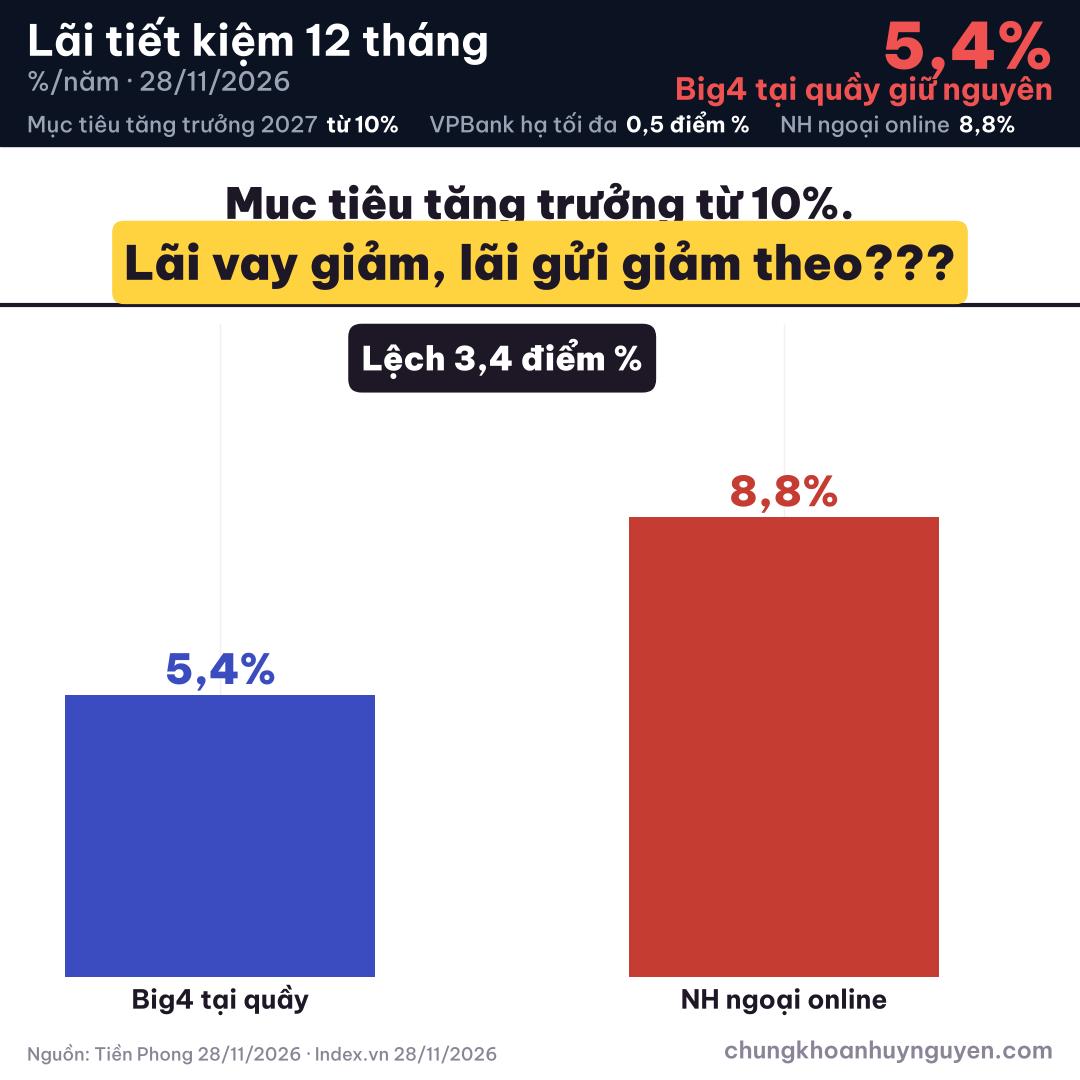 Lãi tiết kiệm 12 tháng
%/năm · 28/11/2026
5,4%
Big4 tại quầy giữ nguyên
Mục tiêu tăng trưởng 2027 từ 10% VPBank hạ tối đa 0,5 điểm % NH ngoại online 8,8%
Mục tiêu tăng trưởng từ 10%.
Lãi vay giảm, lãi gửi giảm theo???
Lệch 3,4 điểm %
8,8%
5,4%
Big4 tại quầy NH ngoại online
Nguồn: Tiền Phong 28/11/2026 · Index.vn 28/11/2026
chungkhoanhuynguyen.com